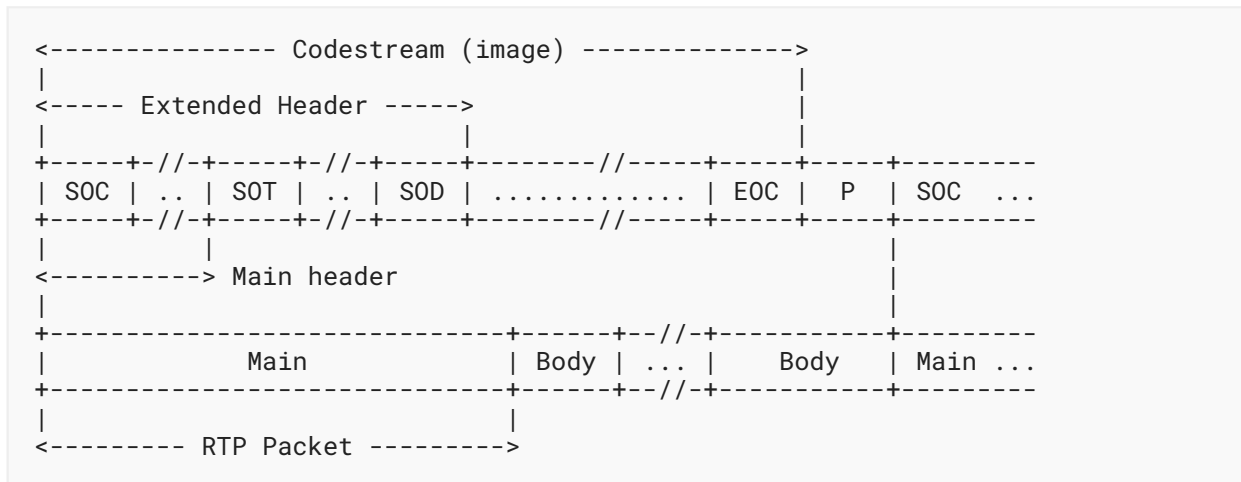 <--------------- Codestream (image) -------------->
|                                                 |
<----- Extended Header ----->                     |
|                           |                     |
+-----+-//-+-----+-//-+-----+--------//-----+-----+-----+---------
| SOC | .. | SOT | .. | SOD | ............. | EOC |  P  | SOC  ...
+-----+-//-+-----+-//-+-----+--------//-----+-----+-----+---------
|          |                                            |
<----------> Main header                                |
|                                                       |
+------------------------------+------+--//-+-----------+---------
|             Main             | Body | ... |    Body   | Main ...
+------------------------------+------+--//-+-----------+---------
|                              |
<--------- RTP Packet --------->